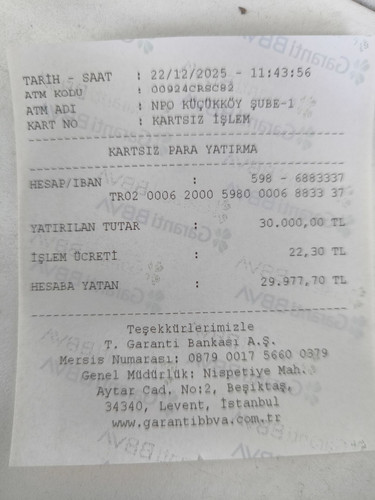 TARİH - SAAT : 22/12/2025 - 11:43:56
ATM KODU : 00924CRSC92
ATM ADI : NPO KÜÇÜKKÖY ŞUBE-1
KART NO : KARTSIZ İŞLEM
KARTSIZ PARA YATIRMA
HESAP/IBAN : 598 - 6883337
TR02 0006 2000 5980 0006 8833 37
YATIRILAN TUTAR : 30.000,00 TL
İŞLEM ÜCRETİ : 22,30 TL
HESABA YATAN : 29.977,70 TL
Teşekkürlerimizle
T. Garanti Bankası A.Ş.
Mersis Numarası: 0879 0017 5660 0379
Genel Müdürlük: Nispetiye Mah.
Aytar Cad. No:2, Beşiktaş,
34340, Levent, İstanbul
www.garantibbva.com.tr